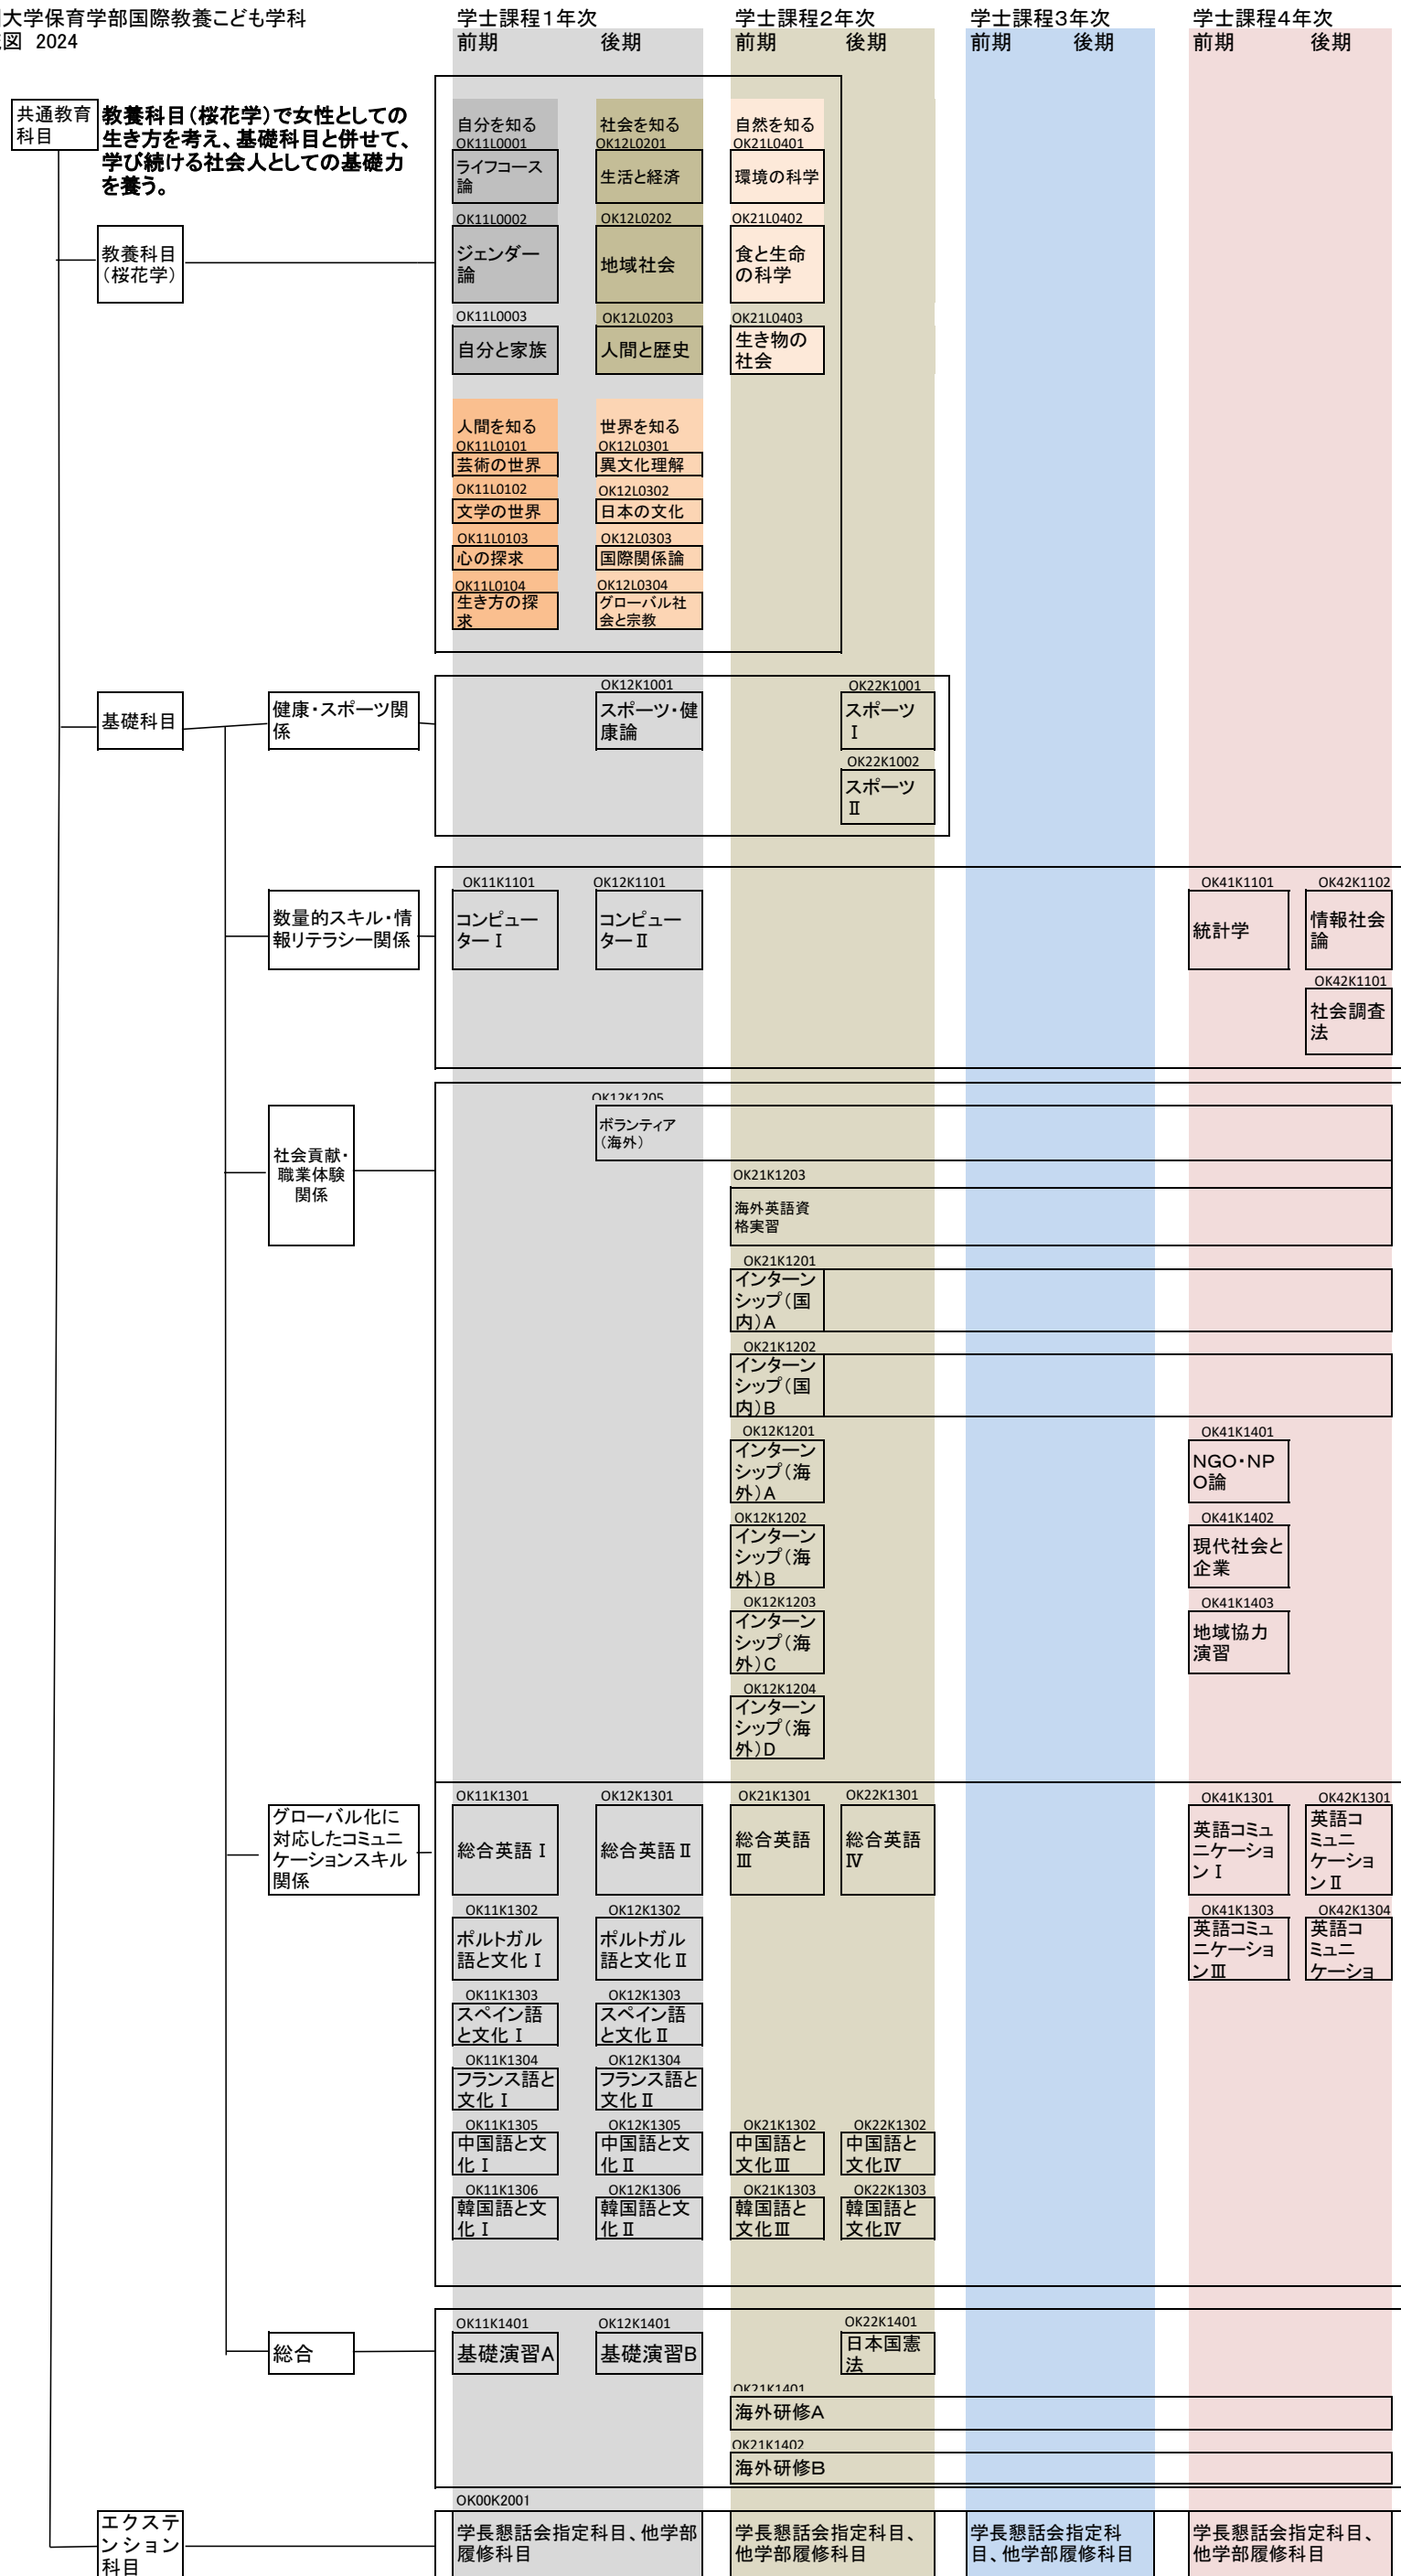 大学保育学部国際教養こども学科
図 2024
学士課程１年次
学士課程2年次
学士課程3年次
学士課程4年次
前期
後期
前期
後期
前期
後期
前期
後期
共通教育
科目
教養科目（桜花学）で女性としての
生き方を考え、基礎科目と併せて、
学び続ける社会人としての基礎力
を養う。
教養科目
（桜花学）
自分を知る
OK11L0001
ライフコース
論
OK11L0002
ジェンダー
論
OK11L0003
自分と家族
社会を知る
OK12L0201
生活と経済
OK12L0202
地域社会
OK12L0203
人間と歴史
自然を知る
OK21L0401
環境の科学
OK21L0402
食と生命
の科学
OK21L0403
生き物の
社会
人間を知る
OK11L0101
芸術の世界
OK11L0102
文学の世界
OK11L0103
心の探求
OK11L0104
生き方の探
求
世界を知る
OK12L0301
異文化理解
OK12L0302
日本の文化
OK12L0303
国際関係論
OK12L0304
グローバル社
会と宗教
基礎科目
健康・スポーツ関
係
OK12K1001
スポーツ・健
康論
OK22K1001
スポーツ
Ⅰ
OK22K1002
スポーツ
Ⅱ
数量的スキル・情
報リテラシー関係
OK11K1101
コンピュー
ターⅠ
OK12K1101
コンピュー
ターⅡ
OK41K1101
統計学
OK42K1102
情報社会
論
OK42K1101
社会調査
法
社会貢献・
職業体験
関係
OK12K1205
ボランティア
（海外）
OK21K1203
海外英語資
格実習
OK21K1201
インターン
シップ（国
内）A
OK21K1202
インターン
シップ（国
内）B
OK12K1201
インターン
シップ（海
外）A
OK12K1202
インターン
シップ（海
外）B
OK12K1203
インターン
シップ（海
外）C
OK12K1204
インターン
シップ（海
外）D
OK41K1401
NGO・NP
O論
OK41K1402
現代社会と
企業
OK41K1403
地域協力
演習
グローバル化に
対応したコミュニ
ケーションスキル
関係
OK11K1301
総合英語Ⅰ
OK12K1301
総合英語Ⅱ
OK21K1301
総合英語
Ⅲ
OK22K1301
総合英語
Ⅳ
OK41K1301
英語コミュ
ニケーショ
ンⅠ
OK42K1301
英語コ
ミュニ
ケーショ
ンⅡ
OK11K1302
ポルトガル
語と文化Ⅰ
OK12K1302
ポルトガル
語と文化Ⅱ
OK41K1303
英語コミュ
ニケーショ
ンⅢ
OK42K1304
英語コ
ミュニ
ケーショ
OK11K1303
スペイン語
と文化Ⅰ
OK12K1303
スペイン語
と文化Ⅱ
OK11K1304
フランス語と
文化Ⅰ
OK12K1304
フランス語と
文化Ⅱ
OK11K1305
中国語と文
化Ⅰ
OK12K1305
中国語と文
化Ⅱ
OK21K1302
中国語と
文化Ⅲ
OK22K1302
中国語と
文化Ⅳ
OK11K1306
韓国語と文
化Ⅰ
OK12K1306
韓国語と文
化Ⅱ
OK21K1303
韓国語と
文化Ⅲ
OK22K1303
韓国語と
文化Ⅳ
総合
OK11K1401
基礎演習A
OK12K1401
基礎演習B
OK22K1401
日本国憲
法
OK21K1401
海外研修A
OK21K1402
海外研修B
エクステ
ンション
科目
OK00K2001
学長懇話会指定科目、他学部
履修科目
学長懇話会指定科目、
他学部履修科目
学長懇話会指定科
目、他学部履修科目
学長懇話会指定科目、
他学部履修科目